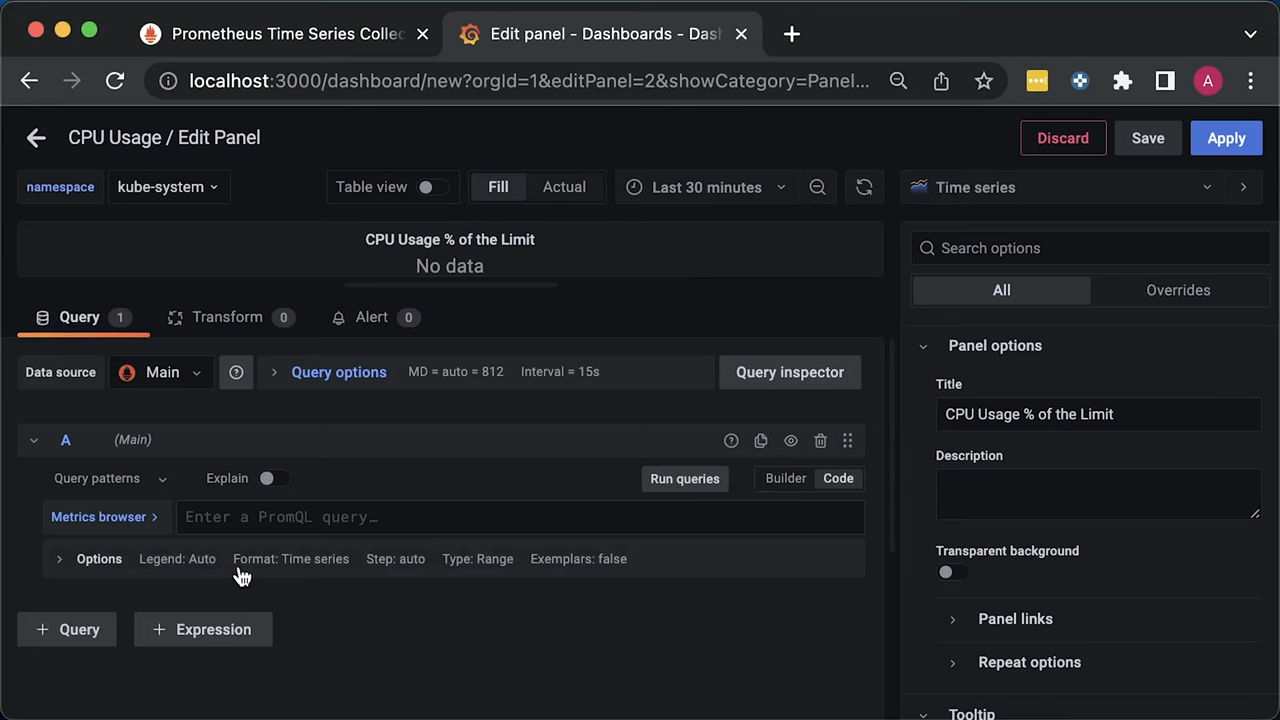 Prometheus Time Series Collec
Edit panel - Dashboards - Dash
localhost:3000/dashboard/new?orgId=1&editPanel=2&showCategory=Panel...
A
CPU Usage / Edit Panel
Discard
Save
Apply
namespace
kube-system
Table view
Fill
Actual
Last 30 minutes
Time series
CPU Usage % of the Limit
No data
Search options
All
Overrides
Query 1
Transform 0
Alert 0
Panel options
Data source
Main
Query options
MD = auto = 812
Interval = 15s
Query inspector
Title
CPU Usage % of the Limit
A
(Main)
Description
Query patterns
Explain
Run queries
Builder
Code
Metrics browser >
Enter a PromQL query…
Options
Legend: Auto
Format: Time series
Step: auto
Type: Range
Exemplars: false
Transparent background
+ Query
+ Expression
Panel links
Repeat options
Tooltip